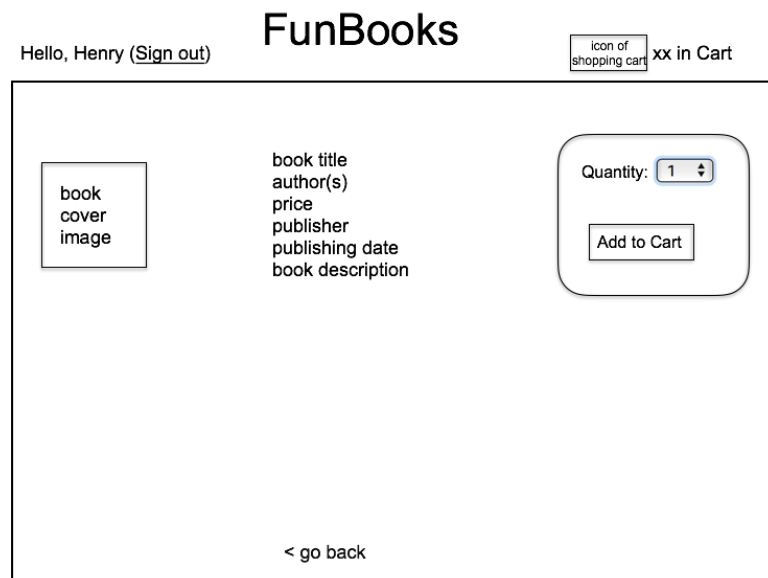 FunBooks
Hello, Henry (Sign out)
icon of
shopping cart
xx in Cart
book
cover
image
book title
author(s)
price
publisher
publishing date
book description
Quantity: 1
Add to Cart
< go back